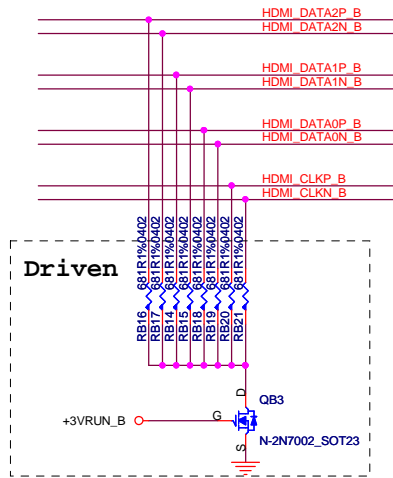 HDMI_DATA2P_B
HDMI_DATA2N_B
HDMI_DATA1P_B
HDMI_DATA1N_B
HDMI_DATA0P_B
HDMI_DATA0N_B
HDMI_CLKP_B
HDMI_CLKN_B
681R1%0402
681R1%0402
681R1%0402
681R1%0402
681R1%0402
681R1%0402
681R1%0402
681R1%0402
Driven
RB16
RB17
RB14
RB15
RB18
RB19
RB20
RB21
D
QB3
+3VRUN_B
G
N-2N7002_SOT23
S